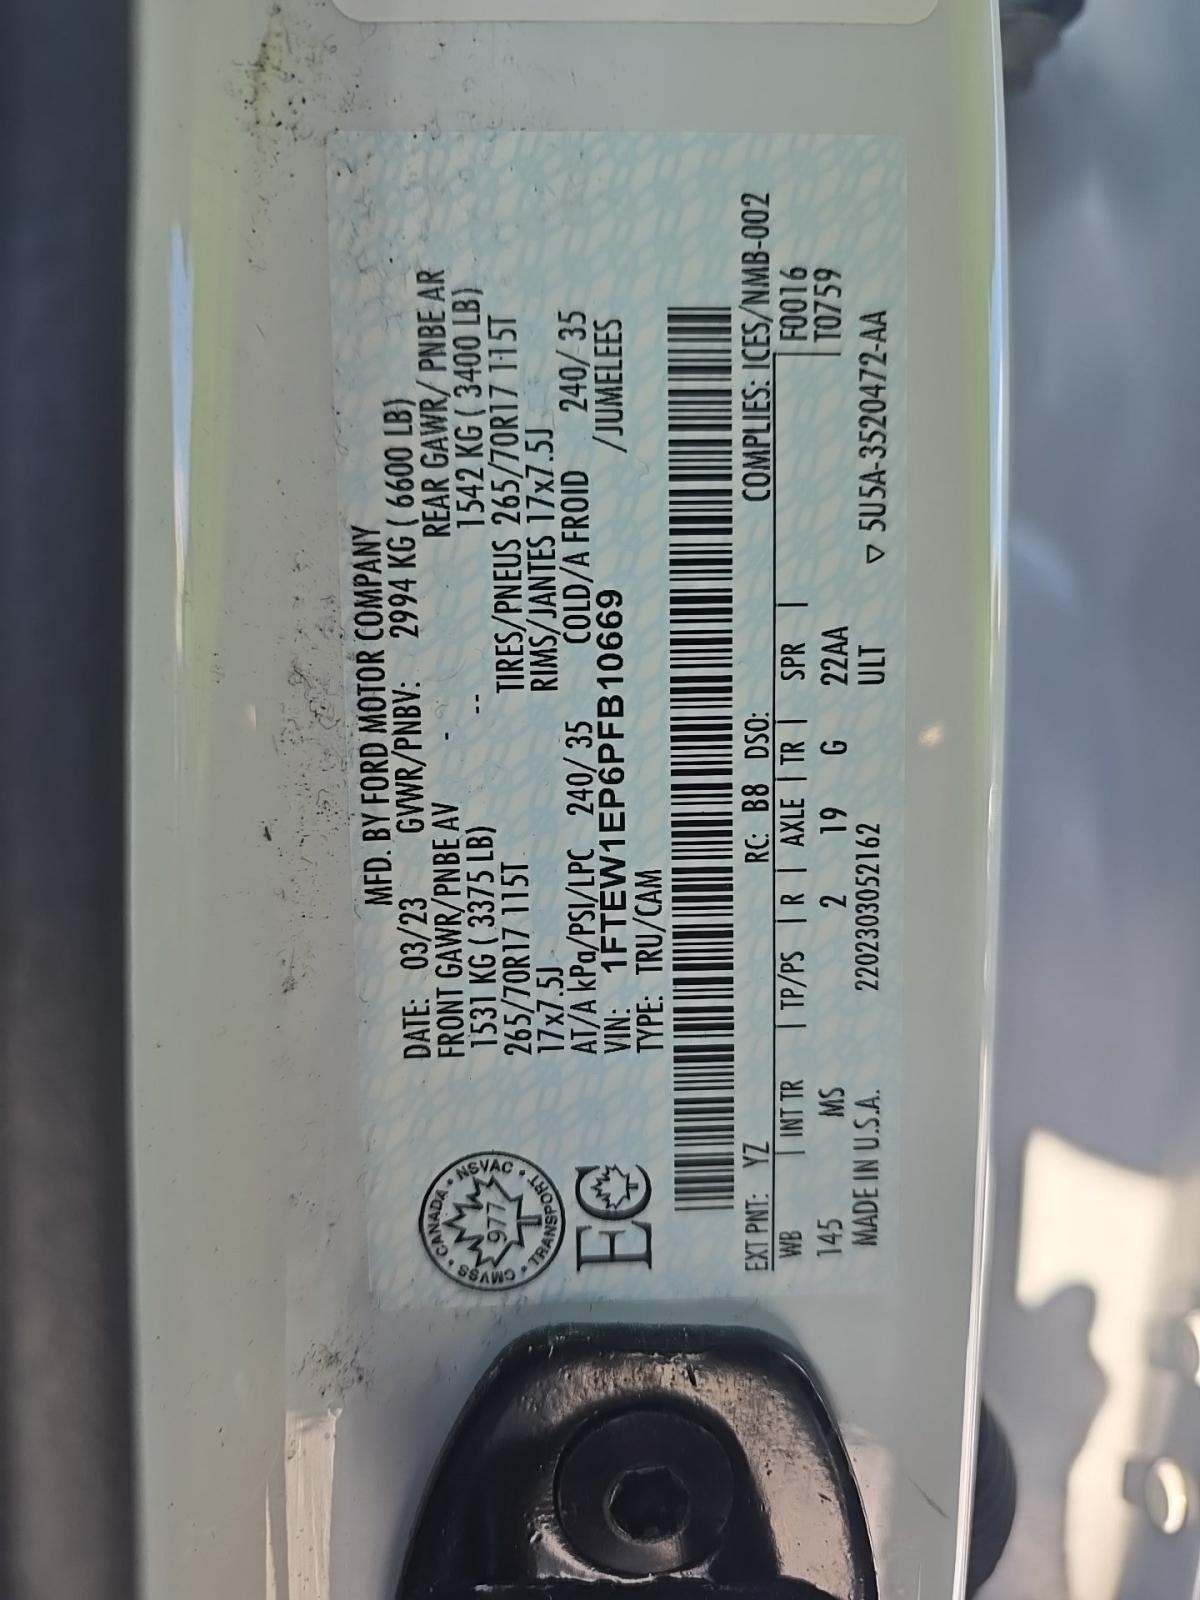 MFD. BY FORD MOTOR COMPANY
DATE: 03/23 GVWR/PNBV: 2994 KG ( 6600 LB)
FRONT GAWR/PNBE AV - REAR GAWR/ PNBE AR
1531 KG ( 3375 LB) -- 1542 KG ( 3400 LB)
265/70R17 115T TIRES/PNEUS 265/70R17 115T
17x7.5J RIMS/JANTES 17x7.5J
AT/A kPa/PSI/LPC 240/ 35 COLD/A FROID 240/ 35
VIN: 1FTEW1EP6PFB10669 /JUMELEES
TYPE: TRU/CAM
CANADA • NSVAC • TRANSPORT • CMVSS •
977
T
EC
EXT PNT: YZ RC: B8 DSO: COMPLIES: ICES/NMB-002
WB | INT TR | TP/PS | R | AXLE | TR | SPR | F0016
145 MS 2 19 G 22AA T0759
MADE IN U.S.A. 220230305216​2 ULT ▽ 5U5A-3520472-AA